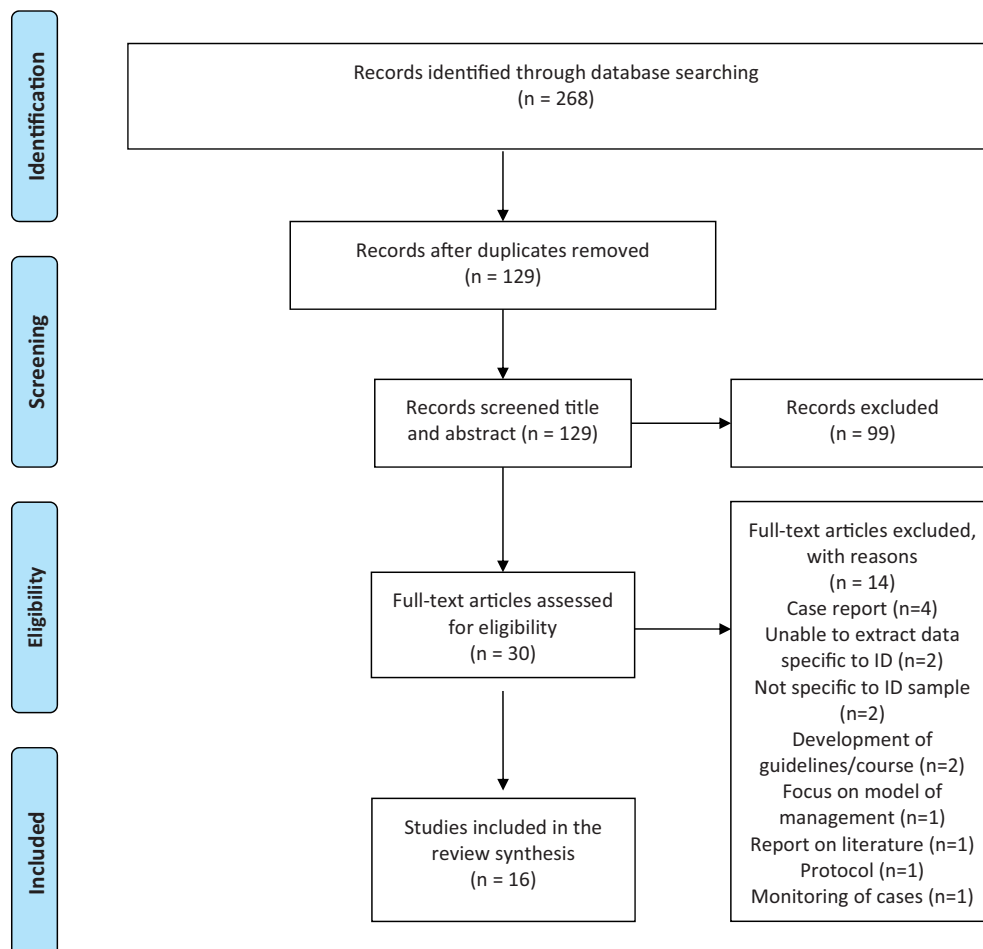 Identification
Records identified through database searching
(n = 268)
Records after duplicates removed
(n = 129)
Screening
Records screened title
and abstract (n = 129)
Records excluded
(n = 99)
Eligibility
Full-text articles assessed
for eligibility
(n = 30)
Full-text articles excluded,
with reasons
(n = 14)
Case report (n=4)
Unable to extract data
specific to ID (n=2)
Not specific to ID sample
(n=2)
Development of
guidelines/course (n=2)
Focus on model of
management (n=1)
Report on literature (n=1)
Protocol (n=1)
Monitoring of cases (n=1)
Included
Studies included in the
review synthesis
(n = 16)